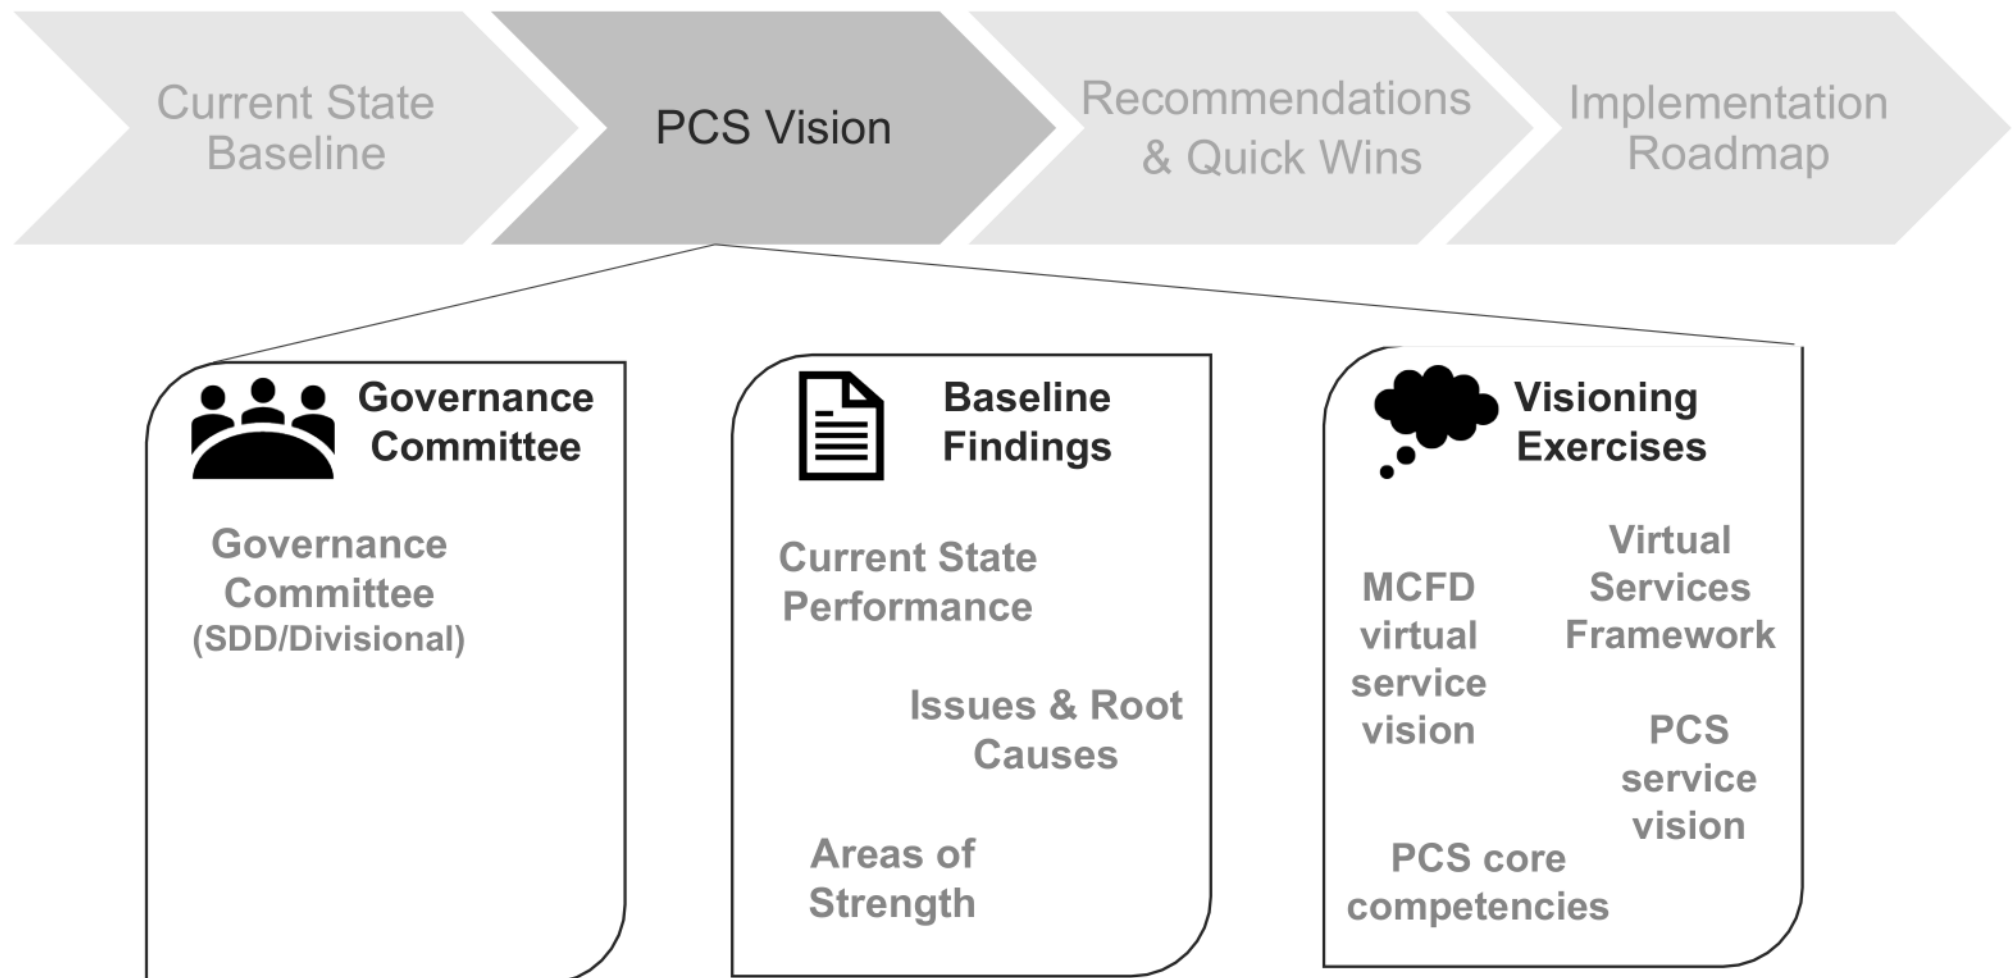 Current State
Baseline
PCS Vision
Recommendations
& Quick Wins
Implementation
Roadmap
Governance
Committee
Governance
Committee
(SDD/Divisional)
Baseline
Findings
Current State
Performance
Issues & Root
Causes
Areas of
Strength
Visioning
Exercises
MCFD
virtual
service
vision
Virtual
Services
Framework
PCS
service
vision
PCS core
competencies